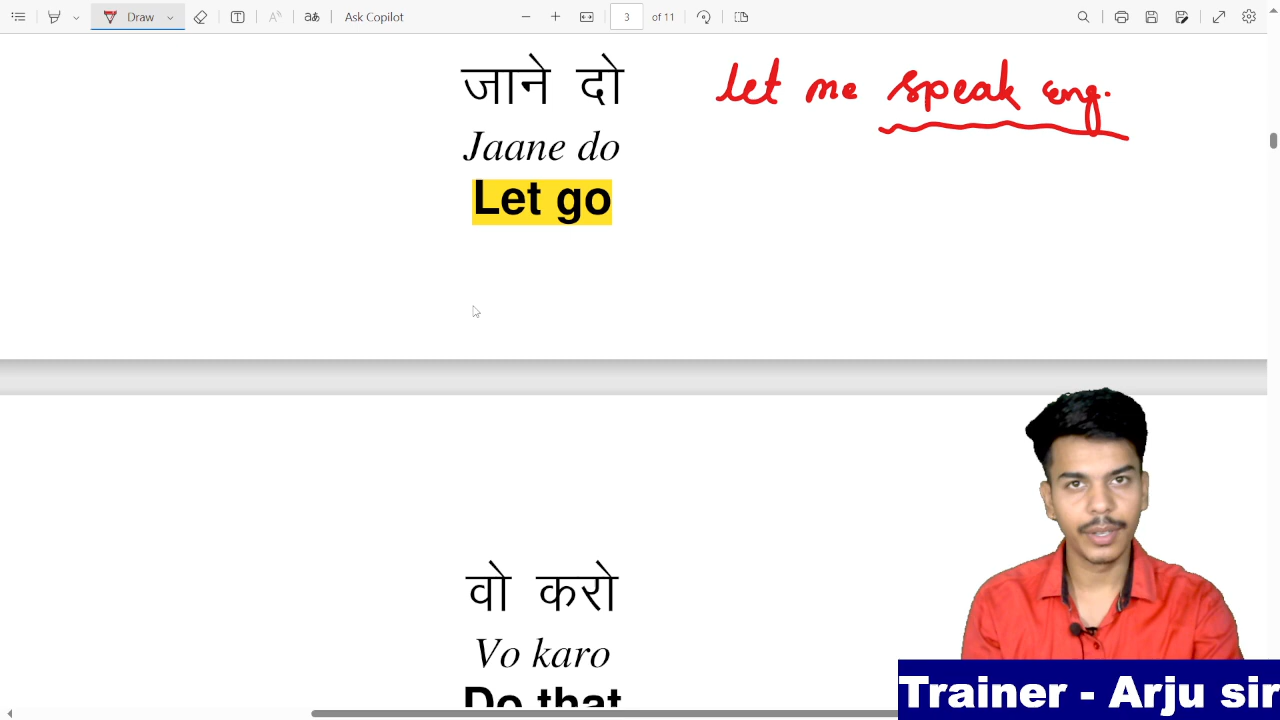 Draw
Ask Copilot
3 of 11
जाने दो
Jaane do
Let go
let me speak eng.
वो करो
Vo karo
Do that
Trainer - Arju sir